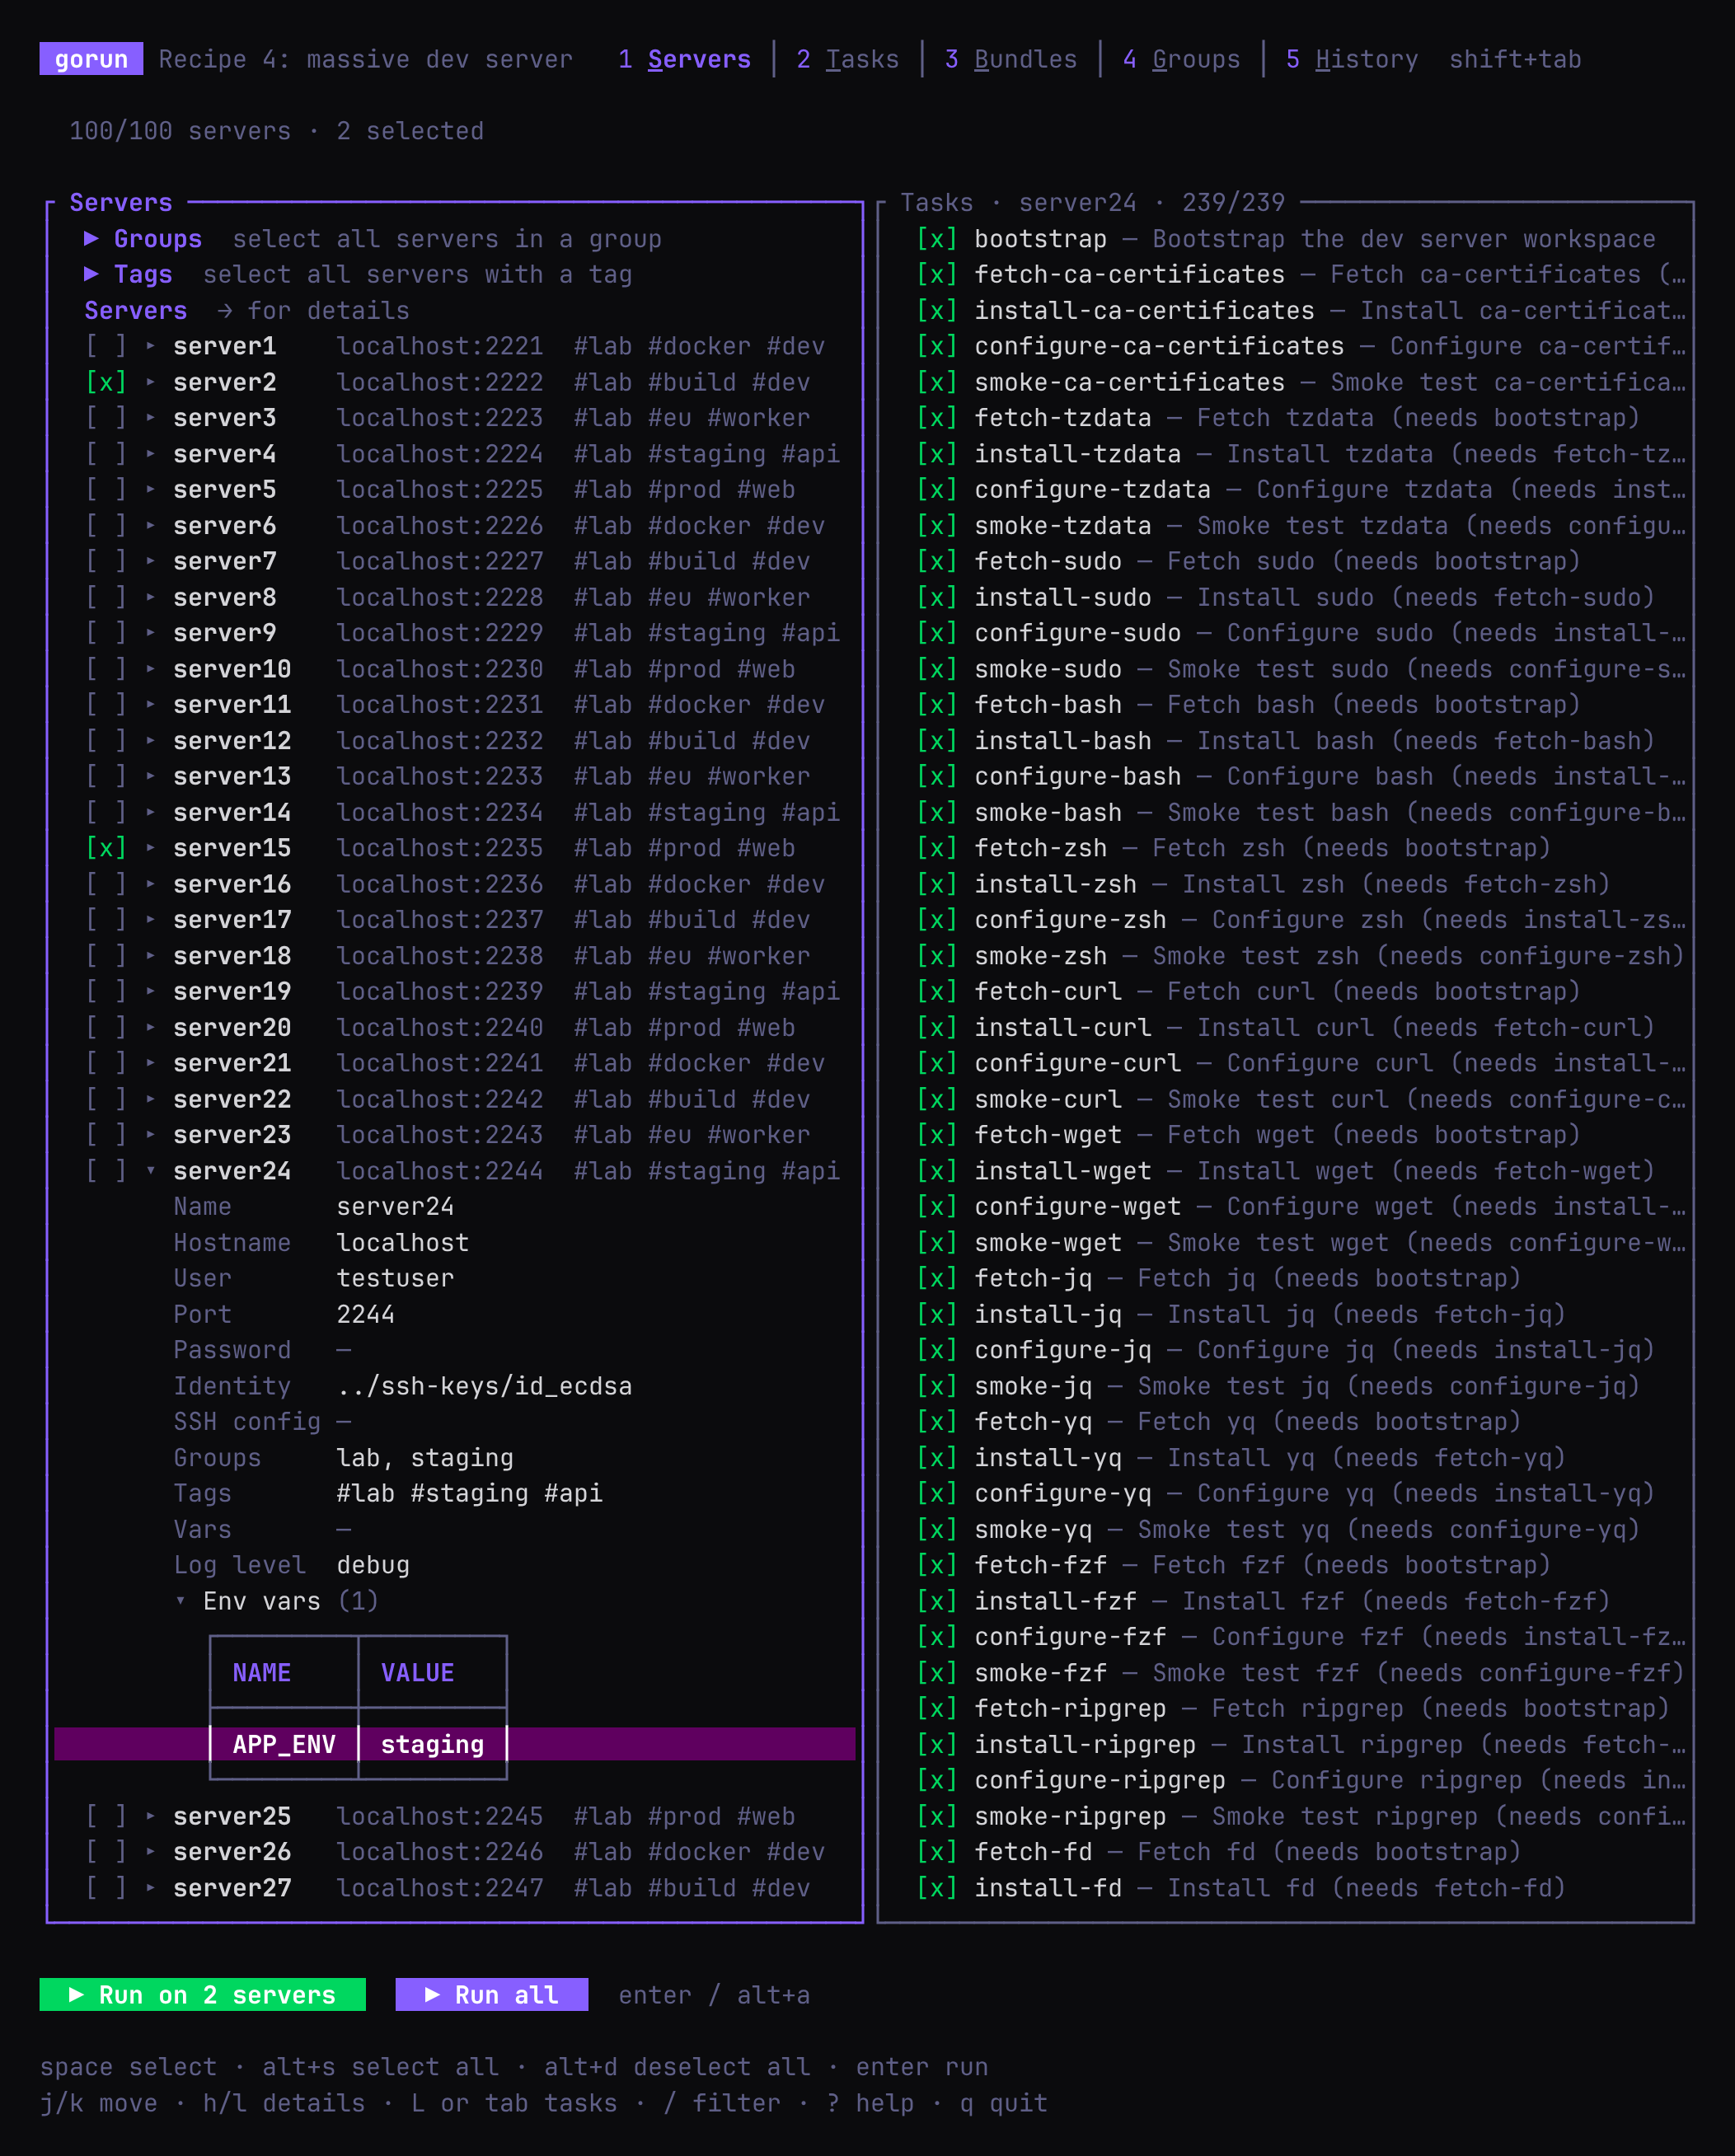 gorun Recipe 4: massive dev server 1 Servers │ 2 Tasks │ 3 Bundles │ 4 Groups │ 5 History shift+tab
100/100 servers · 2 selected
Servers
▶ Groups select all servers in a group
▶ Tags select all servers with a tag
Servers → for details
[ ] ▸ server1 localhost:2221 #lab #docker #dev
[x] ▸ server2 localhost:2222 #lab #build #dev
[ ] ▸ server3 localhost:2223 #lab #eu #worker
[ ] ▸ server4 localhost:2224 #lab #staging #api
[ ] ▸ server5 localhost:2225 #lab #prod #web
[ ] ▸ server6 localhost:2226 #lab #docker #dev
[ ] ▸ server7 localhost:2227 #lab #build #dev
[ ] ▸ server8 localhost:2228 #lab #eu #worker
[ ] ▸ server9 localhost:2229 #lab #staging #api
[ ] ▸ server10 localhost:2230 #lab #prod #web
[ ] ▸ server11 localhost:2231 #lab #docker #dev
[ ] ▸ server12 localhost:2232 #lab #build #dev
[ ] ▸ server13 localhost:2233 #lab #eu #worker
[ ] ▸ server14 localhost:2234 #lab #staging #api
[x] ▸ server15 localhost:2235 #lab #prod #web
[ ] ▸ server16 localhost:2236 #lab #docker #dev
[ ] ▸ server17 localhost:2237 #lab #build #dev
[ ] ▸ server18 localhost:2238 #lab #eu #worker
[ ] ▸ server19 localhost:2239 #lab #staging #api
[ ] ▸ server20 localhost:2240 #lab #prod #web
[ ] ▸ server21 localhost:2241 #lab #docker #dev
[ ] ▸ server22 localhost:2242 #lab #build #dev
[ ] ▸ server23 localhost:2243 #lab #eu #worker
[ ] ▾ server24 localhost:2244 #lab #staging #api
Name server24
Hostname localhost
User testuser
Port 2244
Password —
Identity ../ssh-keys/id_ecdsa
SSH config —
Groups lab, staging
Tags #lab #staging #api
Vars —
Log level debug
▾ Env vars (1)
NAME VALUE
APP_ENV staging
[ ] ▸ server25 localhost:2245 #lab #prod #web
[ ] ▸ server26 localhost:2246 #lab #docker #dev
[ ] ▸ server27 localhost:2247 #lab #build #dev
Tasks · server24 · 239/239
[x] bootstrap — Bootstrap the dev server workspace
[x] fetch-ca-certificates — Fetch ca-certificates (…
[x] install-ca-certificates — Install ca-certificat…
[x] configure-ca-certificates — Configure ca-certif…
[x] smoke-ca-certificates — Smoke test ca-certifica…
[x] fetch-tzdata — Fetch tzdata (needs bootstrap)
[x] install-tzdata — Install tzdata (needs fetch-tz…
[x] configure-tzdata — Configure tzdata (needs inst…
[x] smoke-tzdata — Smoke test tzdata (needs configu…
[x] fetch-sudo — Fetch sudo (needs bootstrap)
[x] install-sudo — Install sudo (needs fetch-sudo)
[x] configure-sudo — Configure sudo (needs install-…
[x] smoke-sudo — Smoke test sudo (needs configure-s…
[x] fetch-bash — Fetch bash (needs bootstrap)
[x] install-bash — Install bash (needs fetch-bash)
[x] configure-bash — Configure bash (needs install-…
[x] smoke-bash — Smoke test bash (needs configure-b…
[x] fetch-zsh — Fetch zsh (needs bootstrap)
[x] install-zsh — Install zsh (needs fetch-zsh)
[x] configure-zsh — Configure zsh (needs install-zs…
[x] smoke-zsh — Smoke test zsh (needs configure-zsh)
[x] fetch-curl — Fetch curl (needs bootstrap)
[x] install-curl — Install curl (needs fetch-curl)
[x] configure-curl — Configure curl (needs install-…
[x] smoke-curl — Smoke test curl (needs configure-c…
[x] fetch-wget — Fetch wget (needs bootstrap)
[x] install-wget — Install wget (needs fetch-wget)
[x] configure-wget — Configure wget (needs install-…
[x] smoke-wget — Smoke test wget (needs configure-w…
[x] fetch-jq — Fetch jq (needs bootstrap)
[x] install-jq — Install jq (needs fetch-jq)
[x] configure-jq — Configure jq (needs install-jq)
[x] smoke-jq — Smoke test jq (needs configure-jq)
[x] fetch-yq — Fetch yq (needs bootstrap)
[x] install-yq — Install yq (needs fetch-yq)
[x] configure-yq — Configure yq (needs install-yq)
[x] smoke-yq — Smoke test yq (needs configure-yq)
[x] fetch-fzf — Fetch fzf (needs bootstrap)
[x] install-fzf — Install fzf (needs fetch-fzf)
[x] configure-fzf — Configure fzf (needs install-fz…
[x] smoke-fzf — Smoke test fzf (needs configure-fzf)
[x] fetch-ripgrep — Fetch ripgrep (needs bootstrap)
[x] install-ripgrep — Install ripgrep (needs fetch-…
[x] configure-ripgrep — Configure ripgrep (needs in…
[x] smoke-ripgrep — Smoke test ripgrep (needs confi…
[x] fetch-fd — Fetch fd (needs bootstrap)
[x] install-fd — Install fd (needs fetch-fd)
▶ Run on 2 servers ▶ Run all enter / alt+a
space select · alt+s select all · alt+d deselect all · enter run
j/k move · h/l details · L or tab tasks · / filter · ? help · q quit